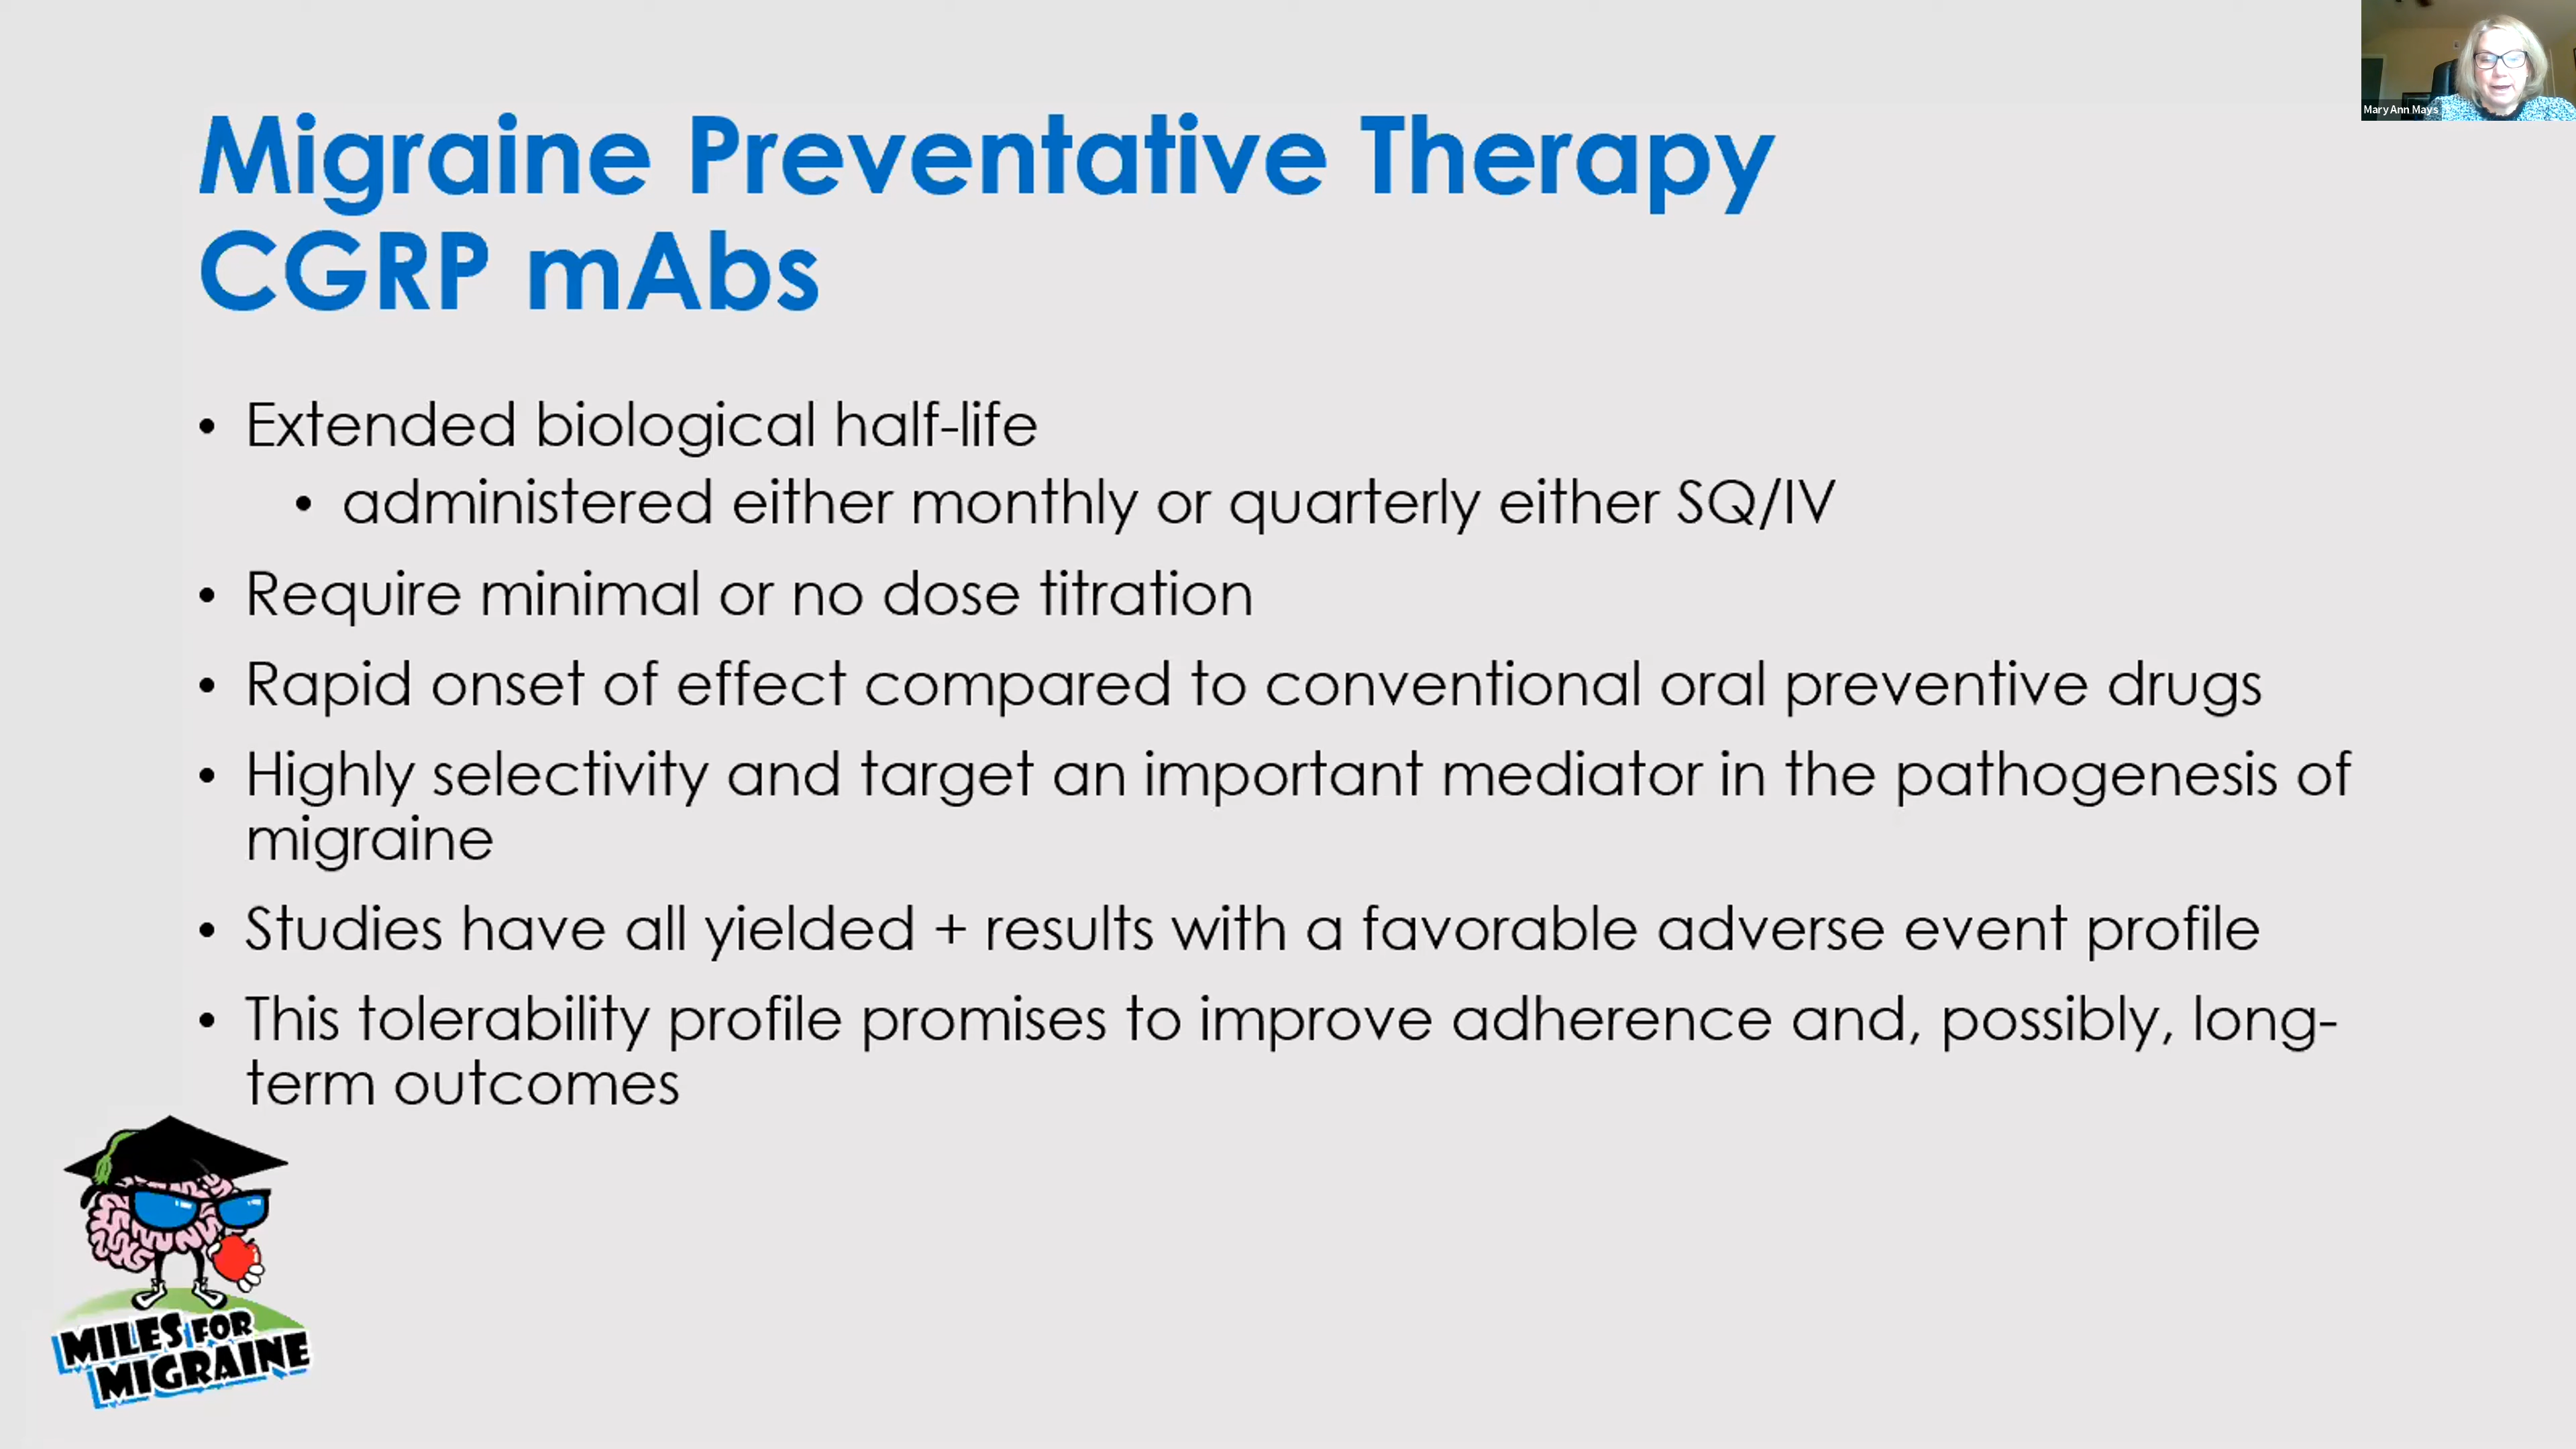 Mary Ann Mays
Migraine Preventative Therapy
CGRP mAbs
• Extended biological half-life
• administered either monthly or quarterly either SQ/IV
• Require minimal or no dose titration
• Rapid onset of effect compared to conventional oral preventive drugs
• Highly selectivity and target an important mediator in the pathogenesis of
migraine
• Studies have all yielded + results with a favorable adverse event profile
• This tolerability profile promises to improve adherence and, possibly, long-
term outcomes
MILES FOR
MIGRAINE